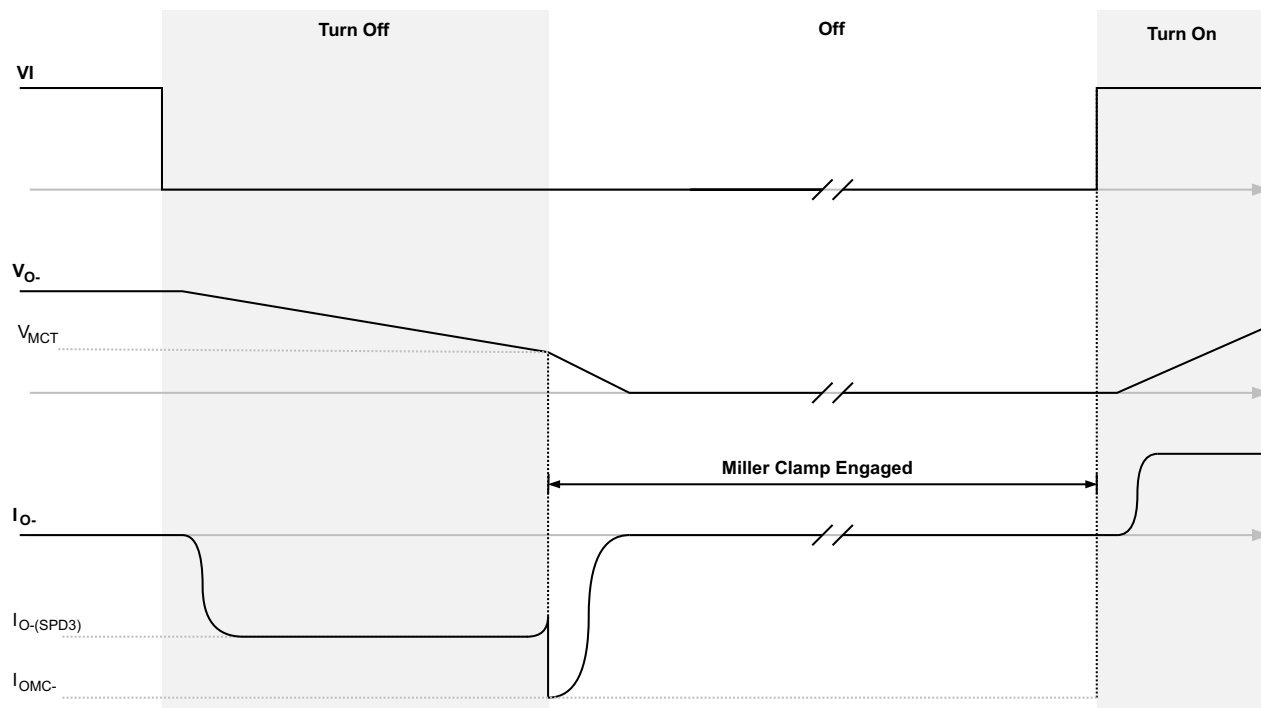 Turn Off
Off
Turn On
VI
VO-
VMCT
Miller Clamp Engaged
IO-
IO-(SPD3)
IOMC-